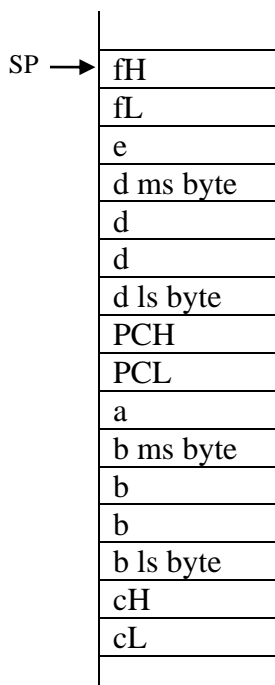 SP
fH
fL
e
d ms byte
d
d
d ls byte
PCH
PCL
a
b ms byte
b
b
b ls byte
cH
cL